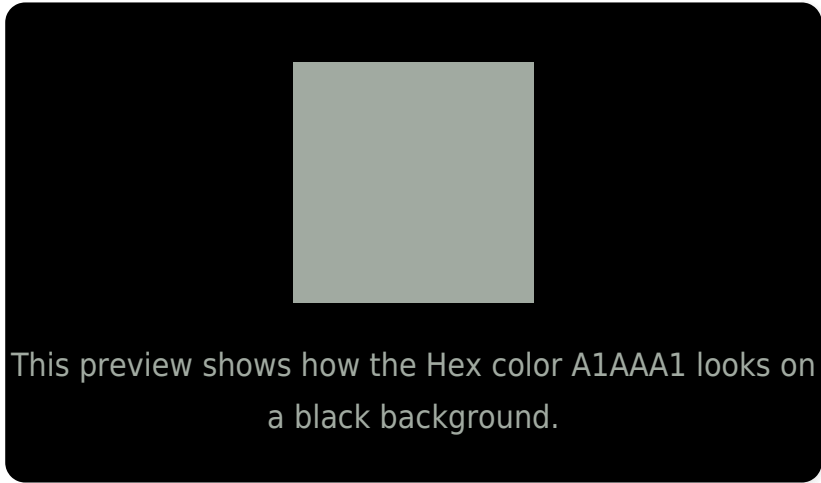 This preview shows how the Hex color A1AAA1 looks on
a black background.